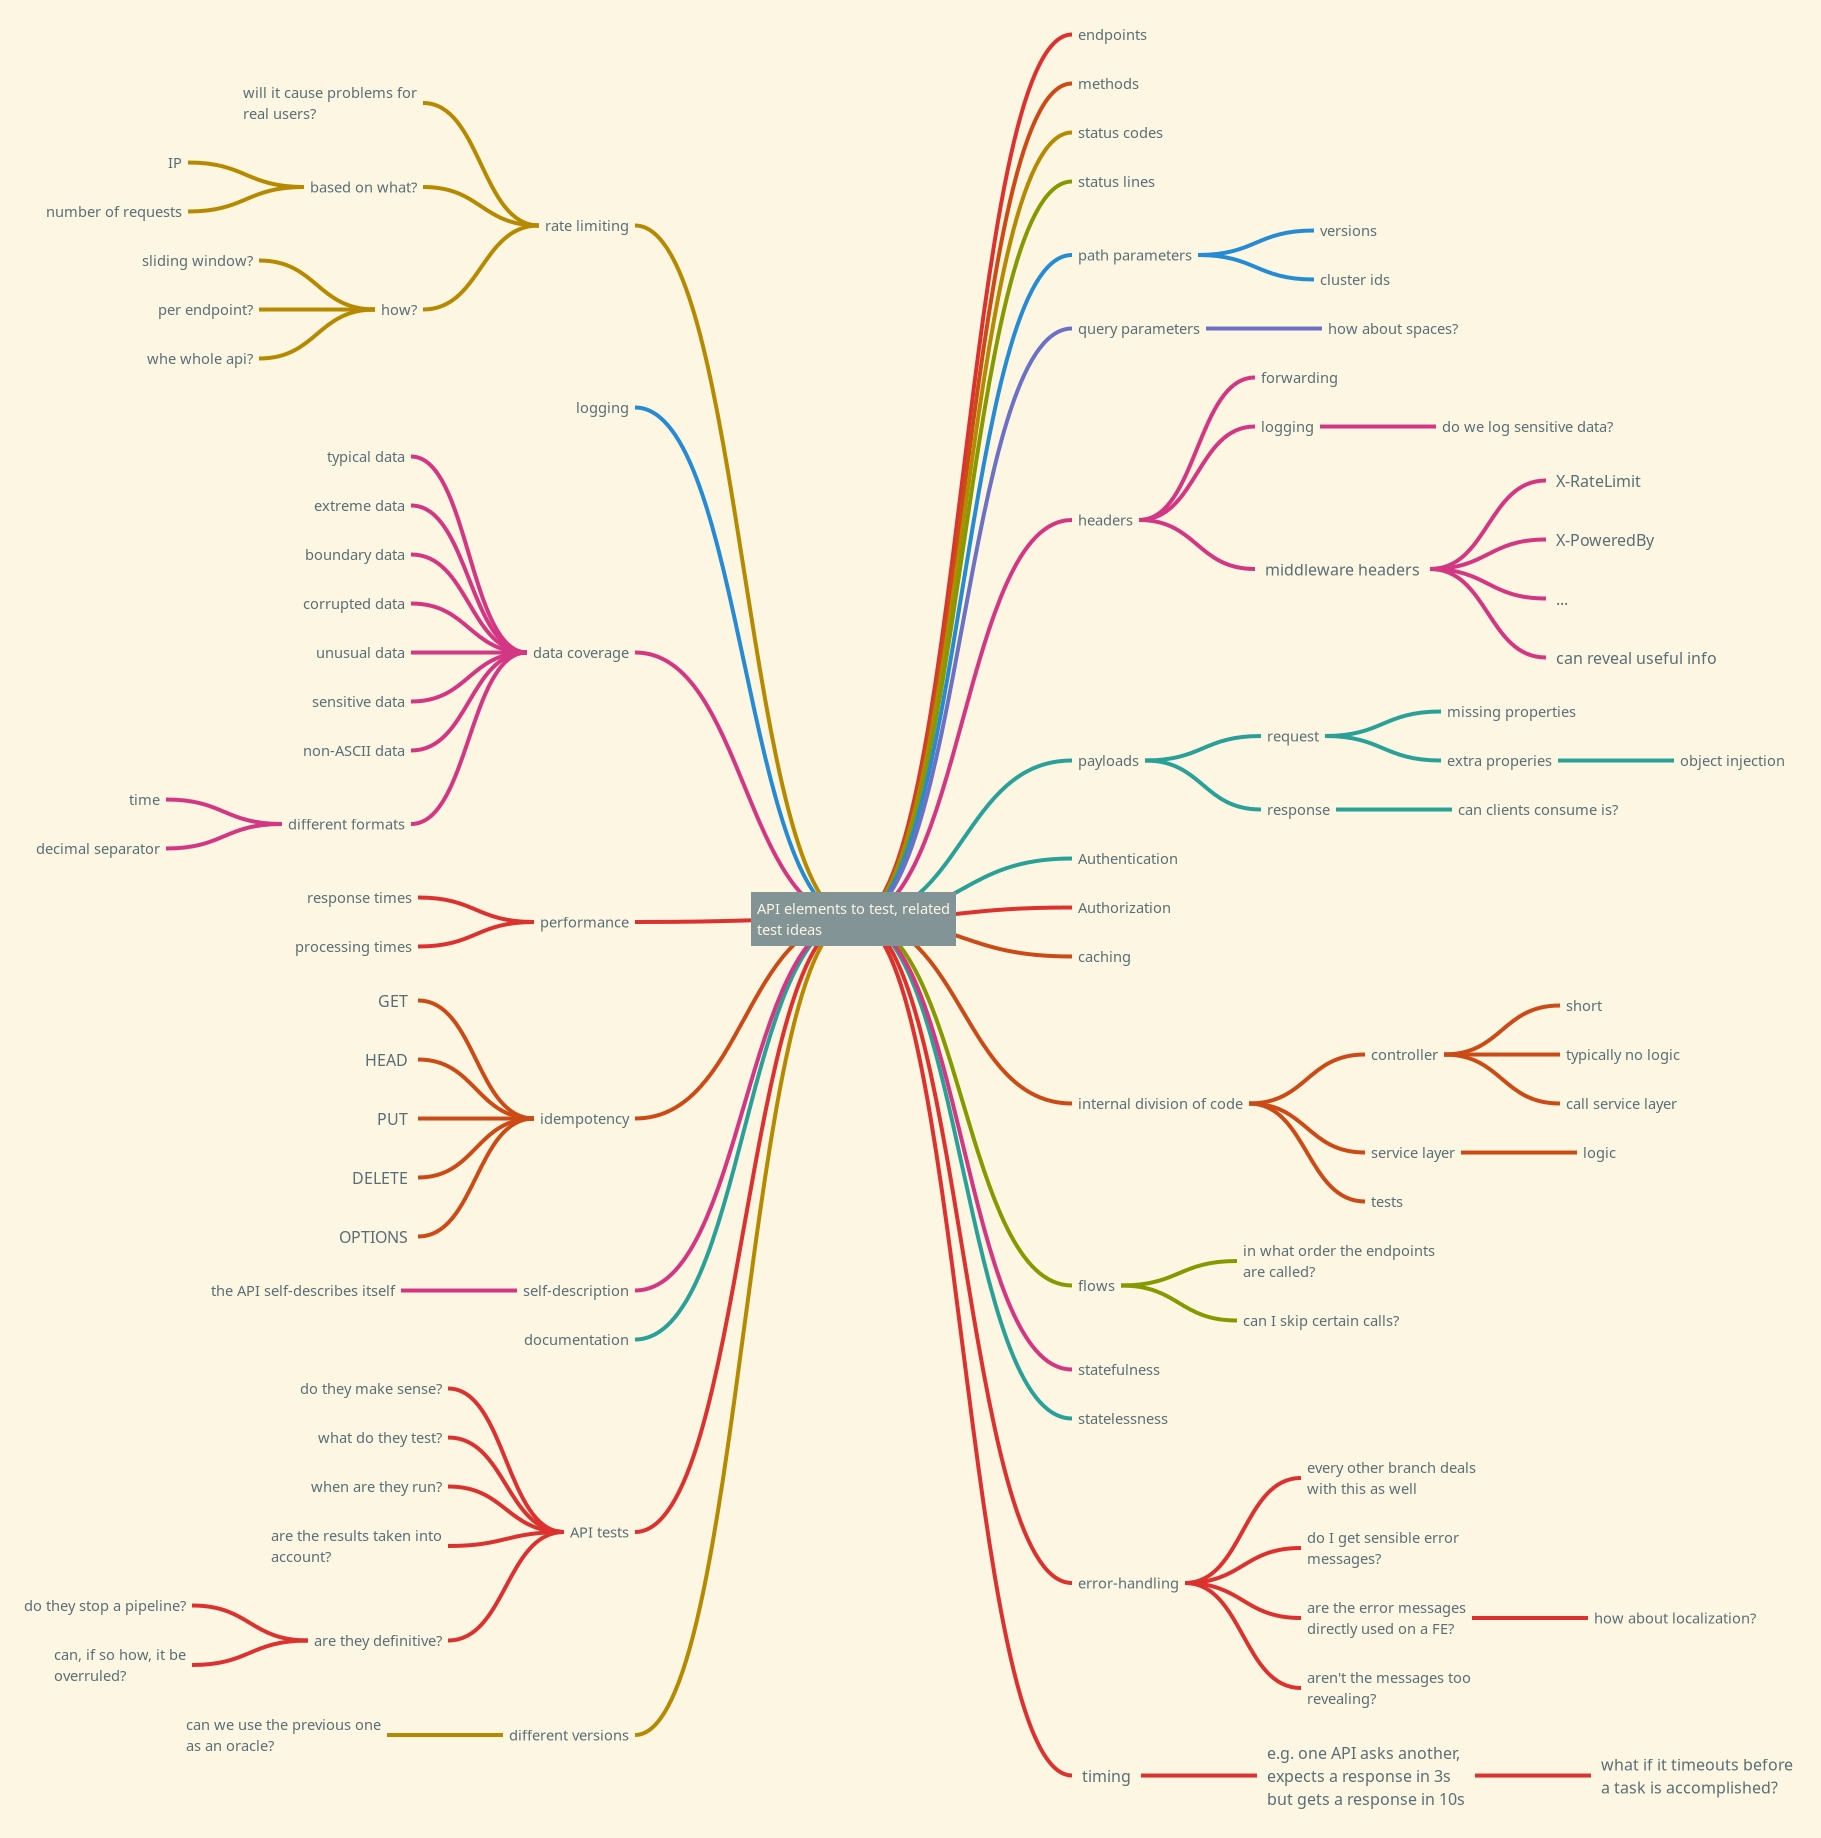 API elements to test, related
test ideas
endpoints
methods
status codes
status lines
path parameters
versions
cluster ids
query parameters
how about spaces?
headers
forwarding
logging
do we log sensitive data?
middleware headers
X-RateLimit
X-PoweredBy
...
can reveal useful info
payloads
request
missing properties
extra properies
object injection
response
can clients consume is?
Authentication
Authorization
caching
internal division of code
controller
short
typically no logic
call service layer
service layer
logic
tests
flows
in what order the endpoints
are called?
can I skip certain calls?
statefulness
statelessness
error-handling
every other branch deals
with this as well
do I get sensible error
messages?
are the error messages
directly used on a FE?
how about localization?
aren't the messages too
revealing?
timing
e.g. one API asks another,
expects a response in 3s
but gets a response in 10s
what if it timeouts before
a task is accomplished?
rate limiting
will it cause problems for
real users?
based on what?
IP
number of requests
how?
sliding window?
per endpoint?
whe whole api?
logging
data coverage
typical data
extreme data
boundary data
corrupted data
unusual data
sensitive data
non-ASCII data
different formats
time
decimal separator
performance
response times
processing times
idempotency
GET
HEAD
PUT
DELETE
OPTIONS
self-description
the API self-describes itself
documentation
API tests
do they make sense?
what do they test?
when are they run?
are the results taken into
account?
are they definitive?
do they stop a pipeline?
can, if so how, it be
overruled?
different versions
can we use the previous one
as an oracle?